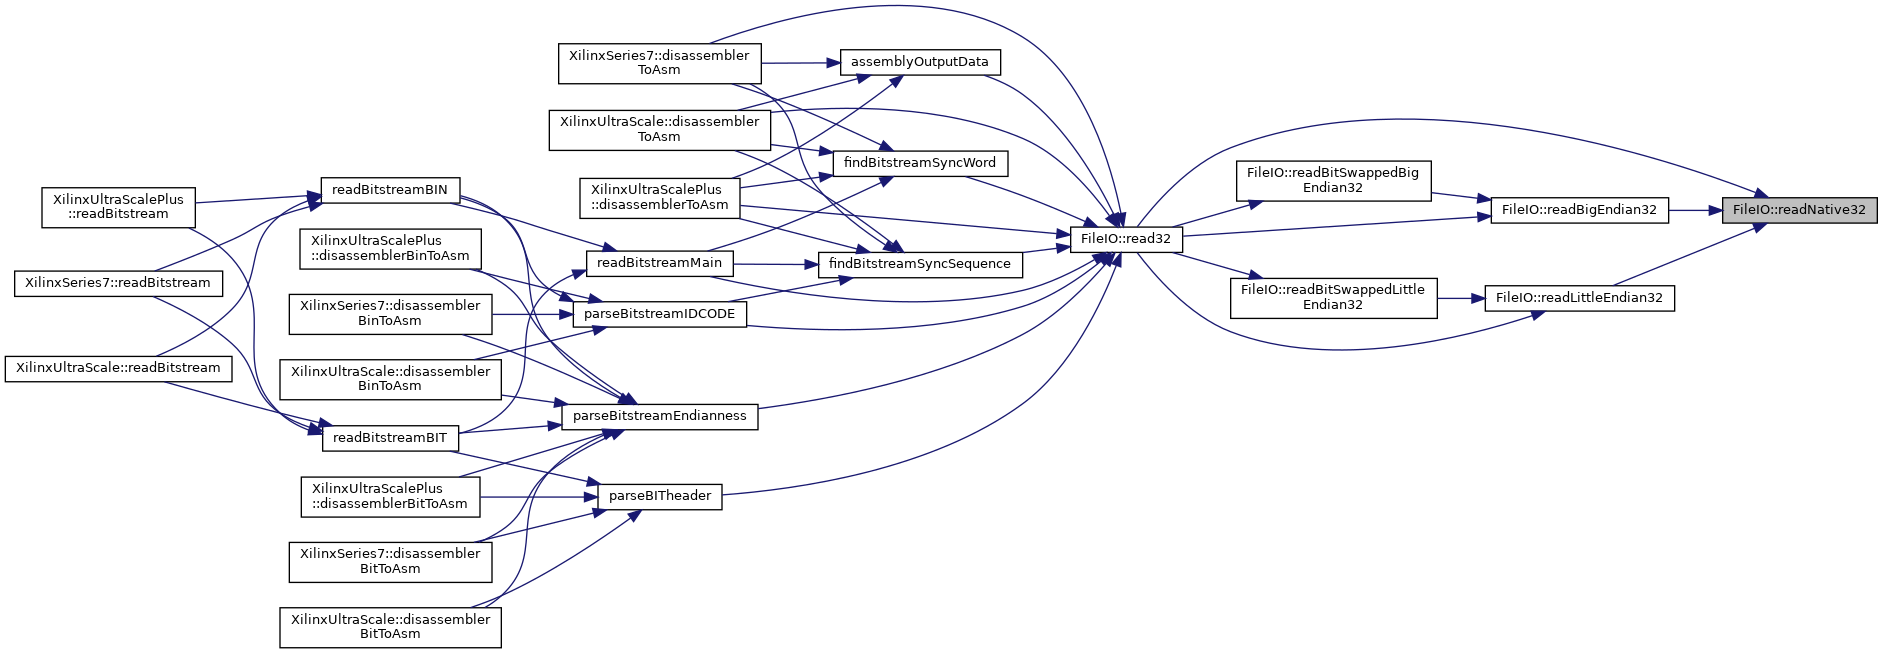 XilinxSeries7::disassembler
ToAsm
assemblyOutputData
XilinxUltraScale::disassembler
ToAsm
findBitstreamSyncWord
FileIO::readBitSwappedBig
Endian32
readBitstreamBIN
XilinxUltraScalePlus
::disassemblerToAsm
XilinxUltraScalePlus
::readBitstream
FileIO::readBigEndian32
FileIO::readNative32
FileIO::read32
XilinxUltraScalePlus
::disassemblerBinToAsm
readBitstreamMain
findBitstreamSyncSequence
XilinxSeries7::readBitstream
FileIO::readBitSwappedLittle
Endian32
FileIO::readLittleEndian32
XilinxSeries7::disassembler
BinToAsm
parseBitstreamIDCODE
XilinxUltraScale::readBitstream
XilinxUltraScale::disassembler
BinToAsm
parseBitstreamEndianness
readBitstreamBIT
XilinxUltraScalePlus
::disassemblerBitToAsm
parseBITheader
XilinxSeries7::disassembler
BitToAsm
XilinxUltraScale::disassembler
BitToAsm